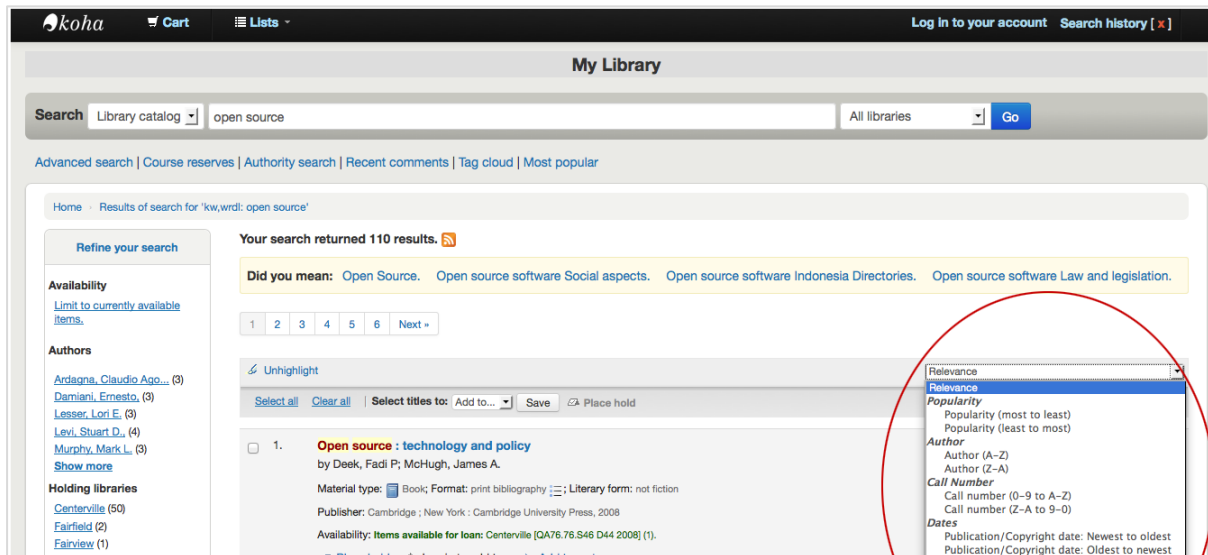 koha Cart Lists Log in to your account Search history [ x ]
My Library
Search Library catalog open source All libraries Go
Advanced search | Course reserves | Authority search | Recent comments | Tag cloud | Most popular
Home › Results of search for 'kw,wrdl: open source'
Refine your search
Availability
Limit to currently available
items.
Authors
Ardagna, Claudio Ago... (3)
Damiani, Ernesto, (3)
Lesser, Lori E. (3)
Levi, Stuart D., (4)
Murphy, Mark L. (3)
Show more
Holding libraries
Centerville (50)
Fairfield (2)
Fairview (1)
Your search returned 110 results.
Did you mean: Open Source. Open source software Social aspects. Open source software Indonesia Directories. Open source software Law and legislation.
1 2 3 4 5 6 Next »
Unhighlight
Select all Clear all | Select titles to: Add to... Save Place hold
1. Open source : technology and policy
by Deek, Fadi P; McHugh, James A.
Material type: Book; Format: print bibliography ; Literary form: not fiction
Publisher: Cambridge ; New York : Cambridge University Press, 2008
Availability: Items available for loan: Centerville [QA76.76.S46 D44 2008] (1).
Relevance
Relevance
Popularity
Popularity (most to least)
Popularity (least to most)
Author
Author (A-Z)
Author (Z-A)
Call Number
Call number (0-9 to A-Z)
Call number (Z-A to 9-0)
Dates
Publication/Copyright date: Newest to oldest
Publication/Copyright date: Oldest to newest